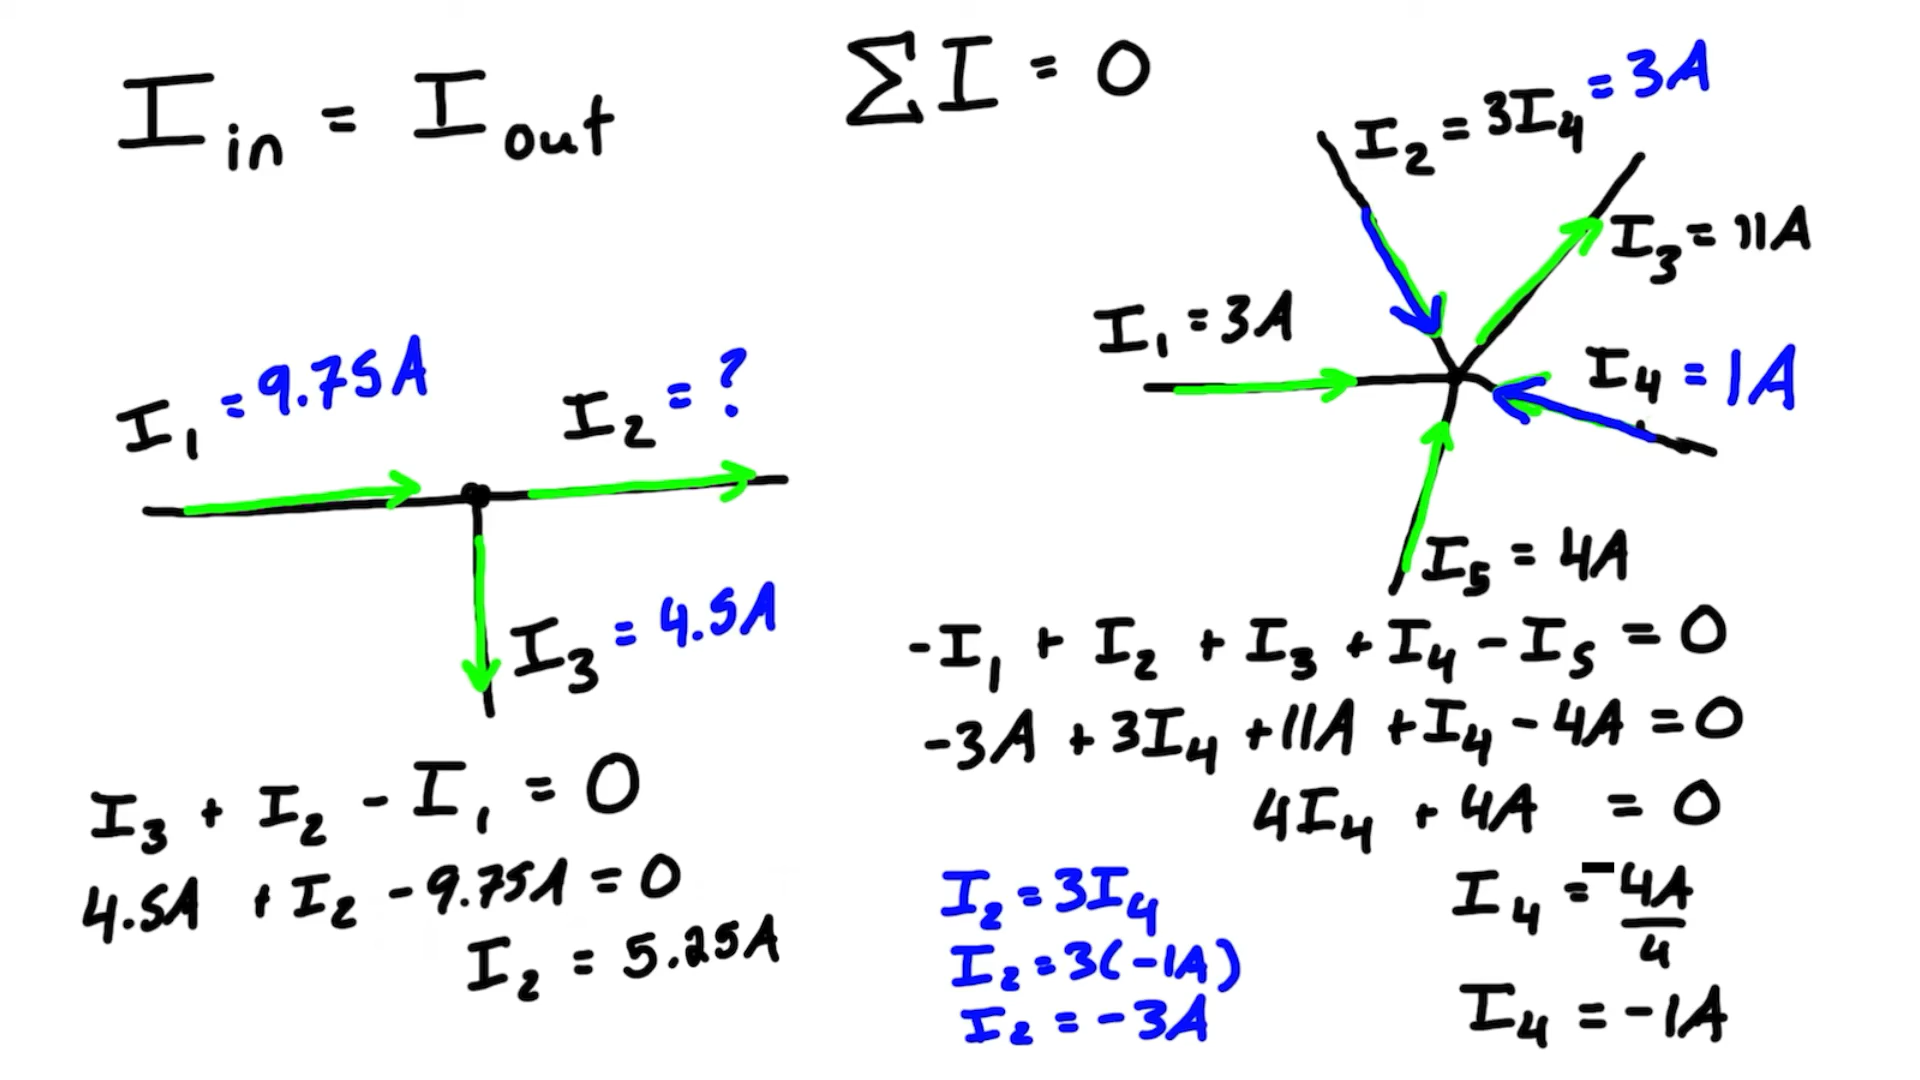 I_in = I_out
ΣI = 0
I₁ = 9.75A
I₂ = ?
I₃ = 4.5A
I₃ + I₂ - I₁ = 0
4.5A + I₂ - 9.75A = 0
I₂ = 5.25A
I₂ = 3I₄ = 3A
I₃ = 11A
I₁ = 3A
I₄ = 1A
I₅ = 4A
-I₁ + I₂ + I₃ + I₄ - I₅ = 0
-3A + 3I₄ + 11A + I₄ - 4A = 0
4I₄ + 4A = 0
I₄ = -4A/4
I₄ = -1A
I₂ = 3I₄
I₂ = 3(-1A)
I₂ = -3A